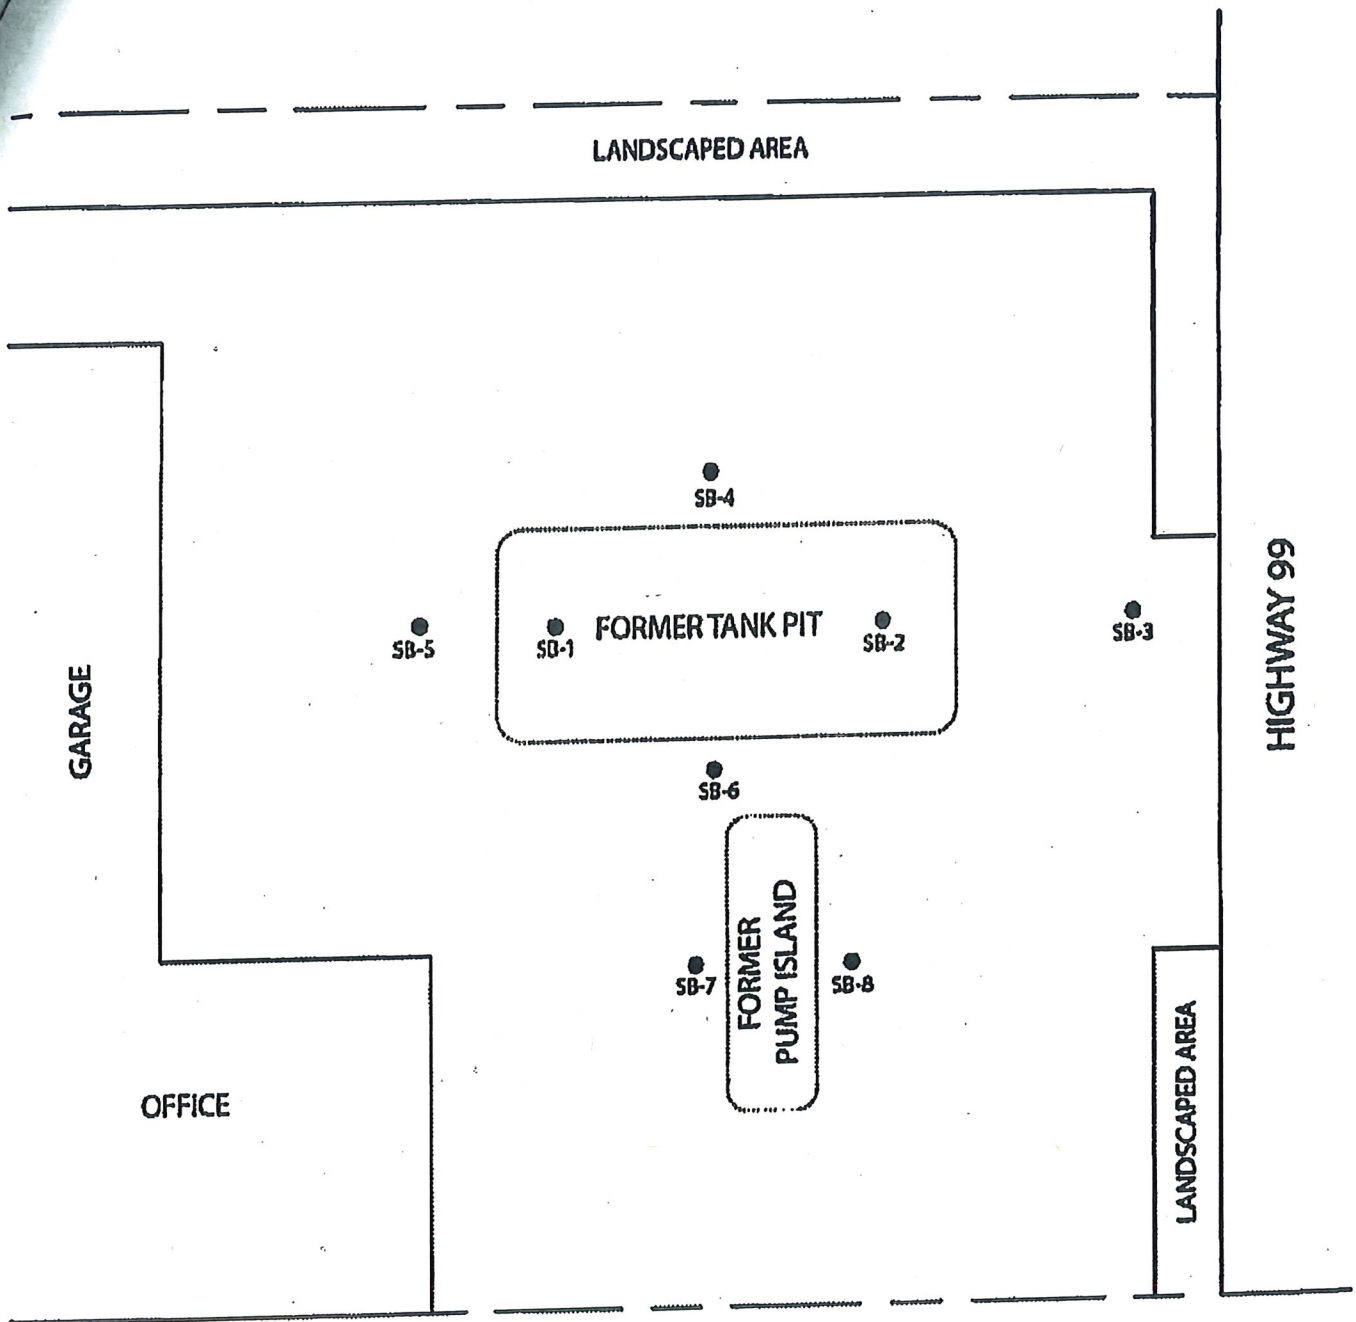 LANDSCAPED AREA
SB-4
FORMER TANK PIT
SB-5
SB-1
SB-2
SB-3
HIGHWAY 99
GARAGE
SB-6
FORMER
PUMP ISLAND
SB-7
SB-8
OFFICE
LANDSCAPED AREA